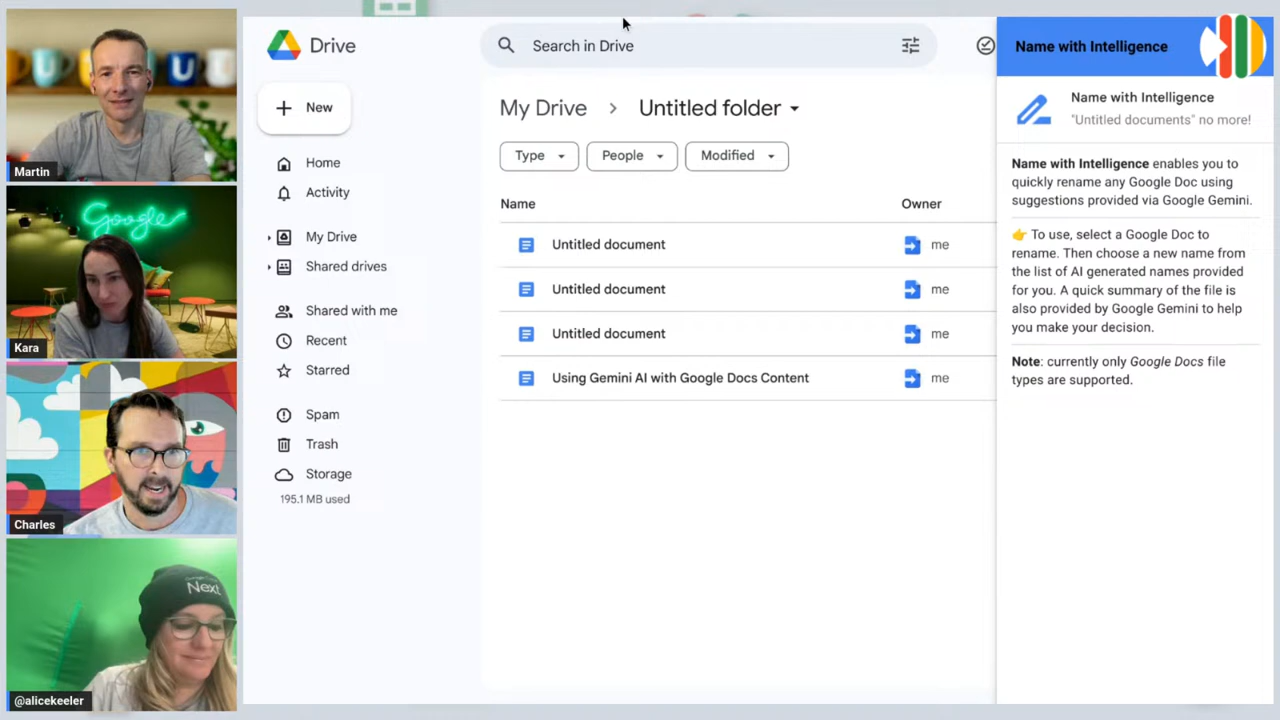 Martin
Google
Kara
Charles
Next
@alicekeeler
Drive
Search in Drive
New
Home
Activity
My Drive
Shared drives
Shared with me
Recent
Starred
Spam
Trash
Storage
195.1 MB used
My Drive > Untitled folder
Type
People
Modified
Name
Owner
Untitled document
me
Untitled document
me
Untitled document
me
Using Gemini AI with Google Docs Content
me
Name with Intelligence
Name with Intelligence
"Untitled documents" no more!
Name with Intelligence enables you to
quickly rename any Google Doc using
suggestions provided via Google Gemini.
👉 To use, select a Google Doc to
rename. Then choose a new name from
the list of AI generated names provided
for you. A quick summary of the file is
also provided by Google Gemini to help
you make your decision.
Note: currently only Google Docs file
types are supported.